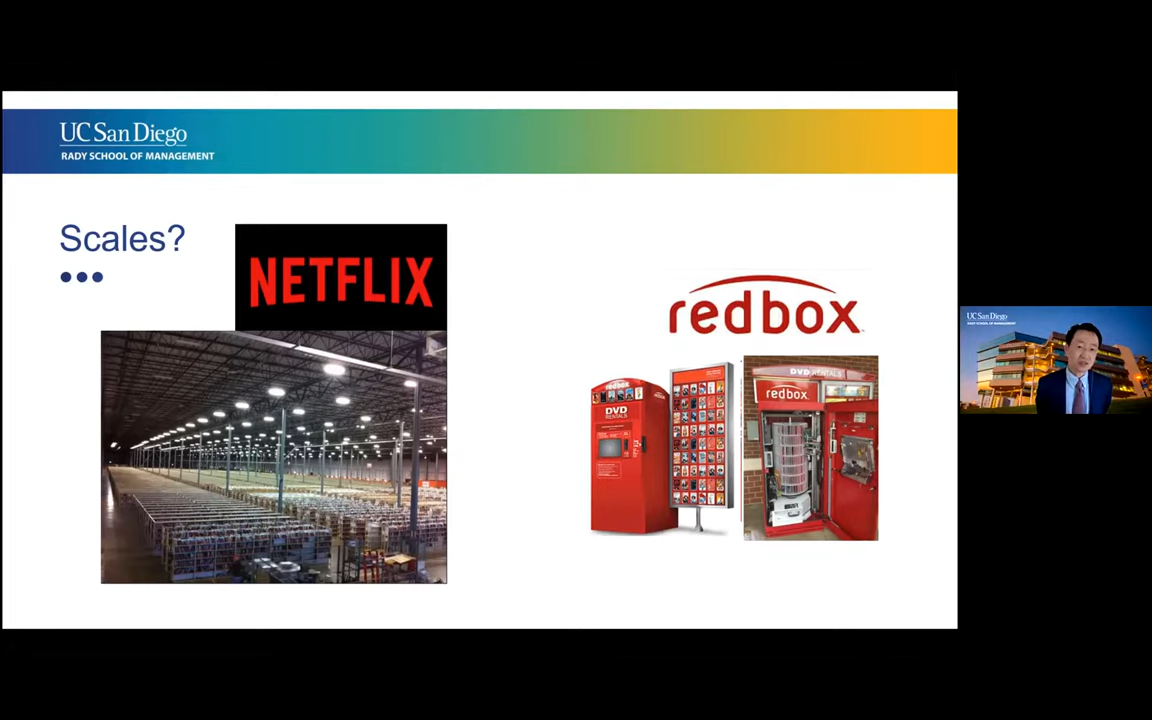 UC San Diego
RADY SCHOOL OF MANAGEMENT
Scales?
NETFLIX
redbox
redbox
DVD
RENTALS
DVD RENTALS
redbox
UC San Diego
RADY SCHOOL OF MANAGEMENT